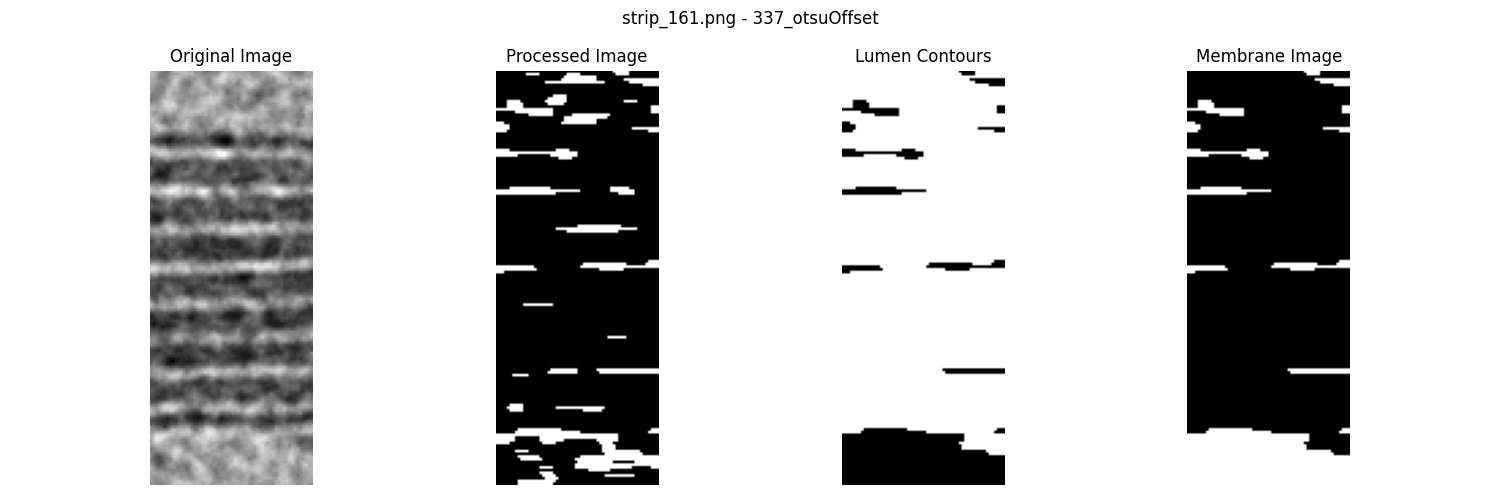 strip_161.png - 337_otsuOffset
Original Image
Processed Image
Lumen Contours
Membrane Image